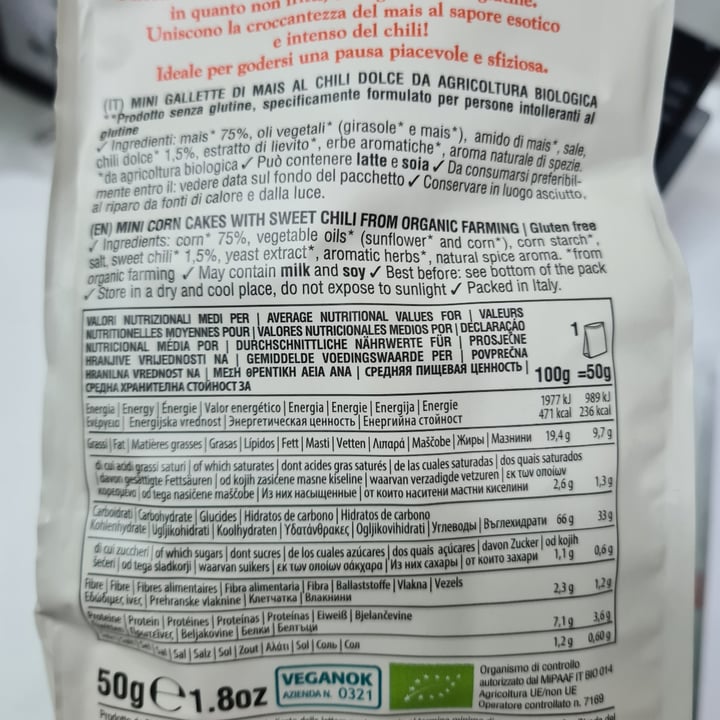 in quanto non
Uniscono la croccantezza del mais al sapore esotico
e intenso del chili!
Ideale per godersi una pausa piacevole e sfiziosa.
(IT) MINI GALLETTE DI MAIS AL CHILI DOLCE DA AGRICOLTURA BIOLOGICA
**Prodotto senza glutine, specificamente formulato per persone intolleranti al
glutine
✓ Ingredienti: mais* 75%, oli vegetali* (girasole* e mais*), amido di mais*, sale,
chili dolce* 1,5%, estratto di lievito*, erbe aromatiche*, aroma naturale di spezie.
*da agricoltura biologica ✓ Può contenere latte e soia ✓ Da consumarsi preferibil-
mente entro il: vedere data sul fondo del pacchetto ✓ Conservare in luogo asciutto,
al riparo da fonti di calore e dalla luce.
(EN) MINI CORN CAKES WITH SWEET CHILI FROM ORGANIC FARMING | Gluten free
✓ Ingredients: corn* 75%, vegetable oils* (sunflower* and corn*), corn starch*,
salt, sweet chili* 1,5%, yeast extract*, aromatic herbs*, natural spice aroma. *from
organic farming ✓ May contain milk and soy ✓ Best before: see bottom of the pack
✓ Store in a dry and cool place, do not expose to sunlight ✓ Packed in Italy.
VALORI NUTRIZIONALI MEDI PER | AVERAGE NUTRITIONAL VALUES FOR | VALEURS
NUTRITIONELLES MOYENNES POUR | VALORES NUTRICIONALES MEDIOS POR | DECLARAÇÃO
NUTRICIONAL MÉDIA POR | DURCHSCHNITTLICHE NÄHRWERTE FÜR | PROSJEČNE
HRANJIVE VRIJEDNOSTI NA | GEMIDDELDE VOEDINGSWAARDE PER | POVPREČNA
HRANILNA VREDNOST NA | ΜΕΣΗ ΘΡΕΠΤΙΚΗ ΑΞΙΑ ΑΝΑ | СРЕДНЯЯ ПИЩЕВАЯ ЦЕННОСТЬ |
СРЕДНА ХРАНИТЕЛНА СТОЙНОСТ ЗА
1
100g =50g
Energia | Energy | Énergie | Valor energético | Energia | Energie | Energija | Energie
Ενέργεια | Energijska vrednost | Энергетическая ценность | Енергийна стойност
1977 kJ 989 kJ
471 kcal 236 kcal
Grassi | Fat | Matières grasses | Grasas | Lípidos | Fett | Masti | Vetten | Λιπαρά | Maščobe | Жиры | Мазнини 19,4 g 9,7 g
di cui acidi grassi saturi | of which saturates | dont acides gras saturés | de las cuales saturadas | dos quais saturados
davon gesättigte Fettsäuren | od kojih zasićene masne kiseline | waarvan verzadigde vetzuren | εκ των οποίων
κορεσμένα | od tega nasičene maščobe | Из них насыщенные | от които наситени мастни киселини 2,6 g 1,3 g
Carboidrati | Carbohydrate | Glucides | Hidratos de carbono | Hidratos de carbono
Kohlenhydrate | Ugljikohidrati | Koolhydraten | Υδατάνθρακες | Ogljikovihidrati | Углеводы | Въглехидрати 66 g 33 g
di cui zuccheri | of which sugars | dont sucres | de los cuales azúcares | dos quais açúcares | davon Zucker | od kojih
šećeri | od tega sladkorji | waarvan suikers | εκ των οποίων σάκχαρα | Из них сахары | от които захари 1,1 g 0,6 g
Fibre | Fibre | Fibres alimentaires | Fibra alimentaria | Fibra | Ballaststoffe | Vlakna | Vezels
Εδώδιμες ίνες | Prehranske vlaknine | Клетчатка | Влакнини 2,3 g 1,2 g
Proteine | Protein | Protéines | Proteínas | Proteínas | Eiweiß | Bjelančevine
Πρωτεΐνες | Beljakovine | Белки | Белтъци 7,1 g 3,6 g
Sal | Sal | Salz | Sol | Zout | Αλάτι | Sol | Соль | Сол 1,2 g 0,60 g
50g e 1.8oz
VEGANOK
AZIENDA N. 0321
Organismo di controllo
autorizzato dal MIPAAF IT BIO 014
Agricoltura UE/non UE
Operatore controllato n. 7169